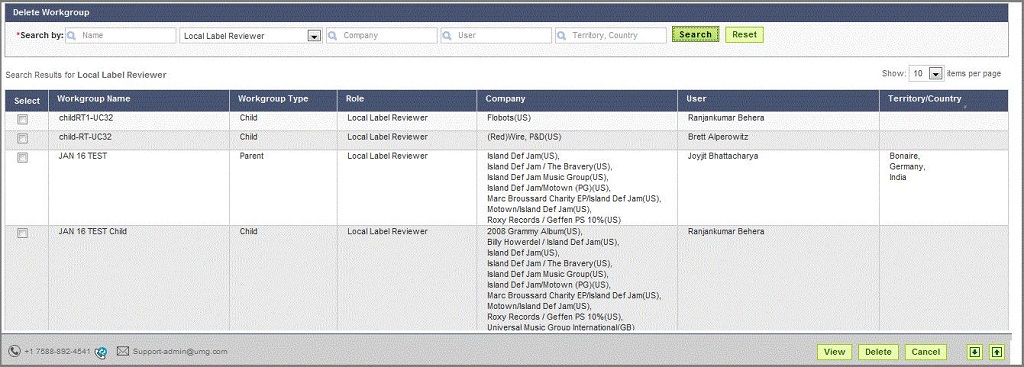 Delete Workgroup
*Search by: Name Local Label Reviewer Company User Territory, Country Search Reset
Search Results for Local Label Reviewer Show: 10 items per page
Select Workgroup Name Workgroup Type Role Company User Territory/Country
childRT1-UC32 Child Local Label Reviewer Flobots(US) Ranjankumar Behera
child-RT-UC32 Child Local Label Reviewer (Red)Wire, P&D(US) Brett Alperowitz
JAN 16 TEST Parent Local Label Reviewer Island Def Jam(US), Joyjit Bhattacharya Bonaire,
Island Def Jam / The Bravery(US), Germany,
Island Def Jam Music Group(US), India
Island Def Jam/Motown (PG)(US),
Marc Broussard Charity EP/Island Def Jam(US),
Motown/Island Def Jam(US),
Roxy Records / Geffen PS 10%(US)
JAN 16 TEST Child Child Local Label Reviewer 2008 Grammy Album(US), Ranjankumar Behera
Billy Howerdel / Island Def Jam(US),
Island Def Jam(US),
Island Def Jam / The Bravery(US),
Island Def Jam Music Group(US),
Island Def Jam/Motown (PG)(US),
Marc Broussard Charity EP/Island Def Jam(US),
Motown/Island Def Jam(US),
Roxy Records / Geffen PS 10%(US),
Universal Music Group International(GB)
+1 7588-892-4541 Support-admin@umg.com View Delete Cancel